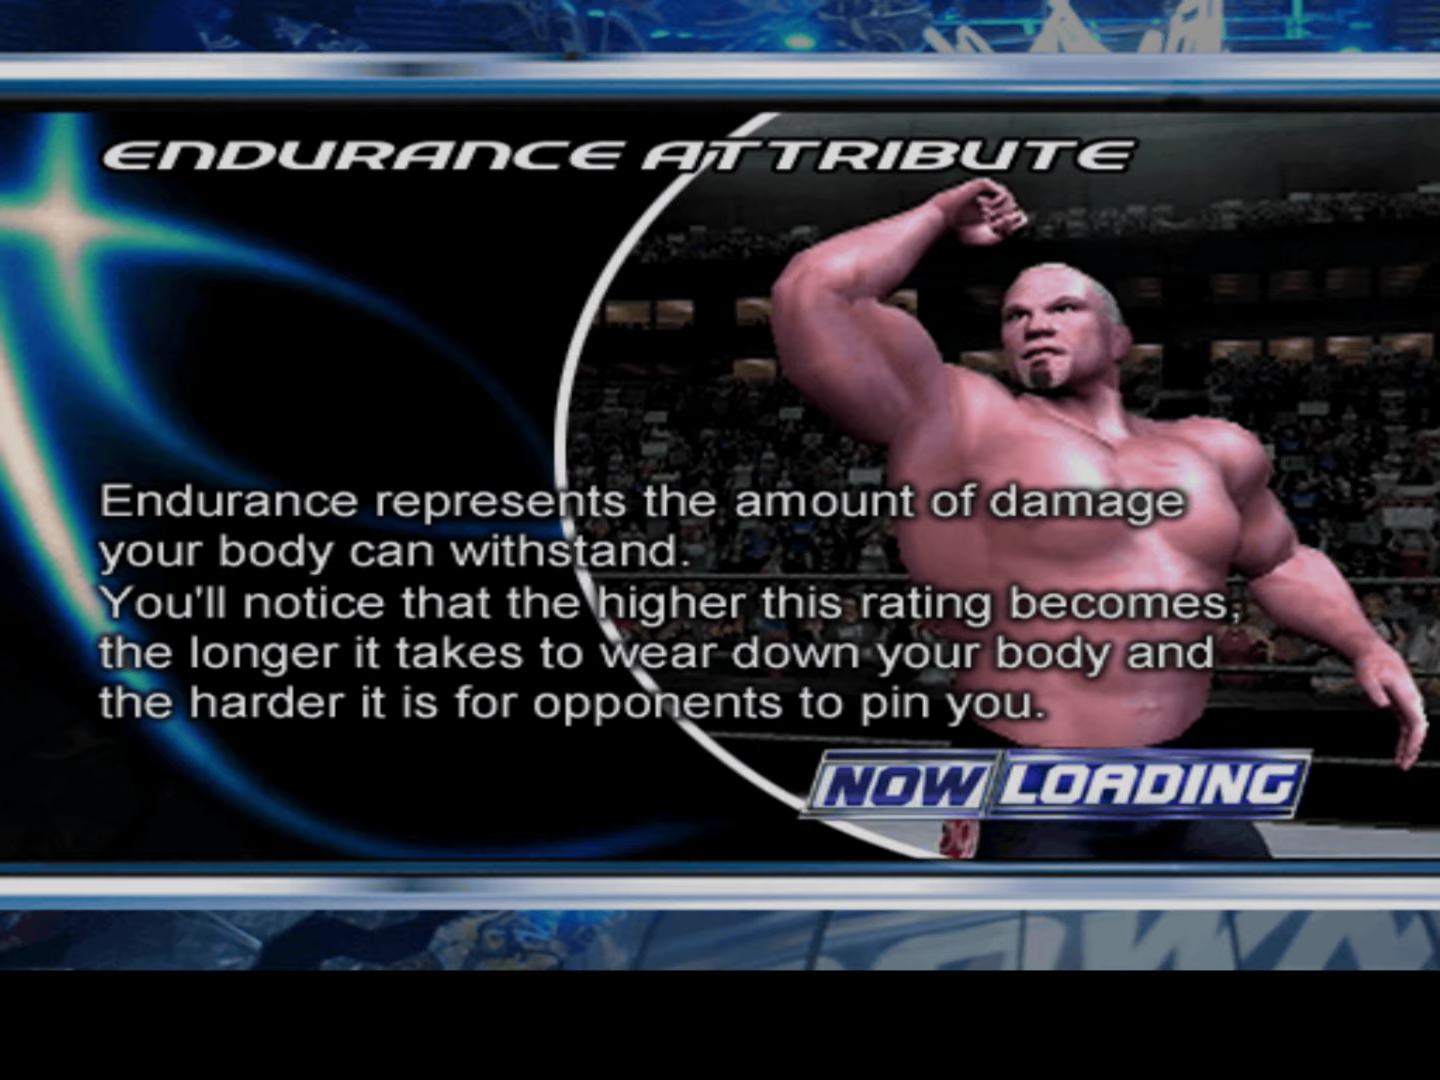 ENDURANCE ATTRIBUTE
Endurance represents the amount of damage
your body can withstand.
You'll notice that the higher this rating becomes,
the longer it takes to wear down your body and
the harder it is for opponents to pin you.
NOW LOADING